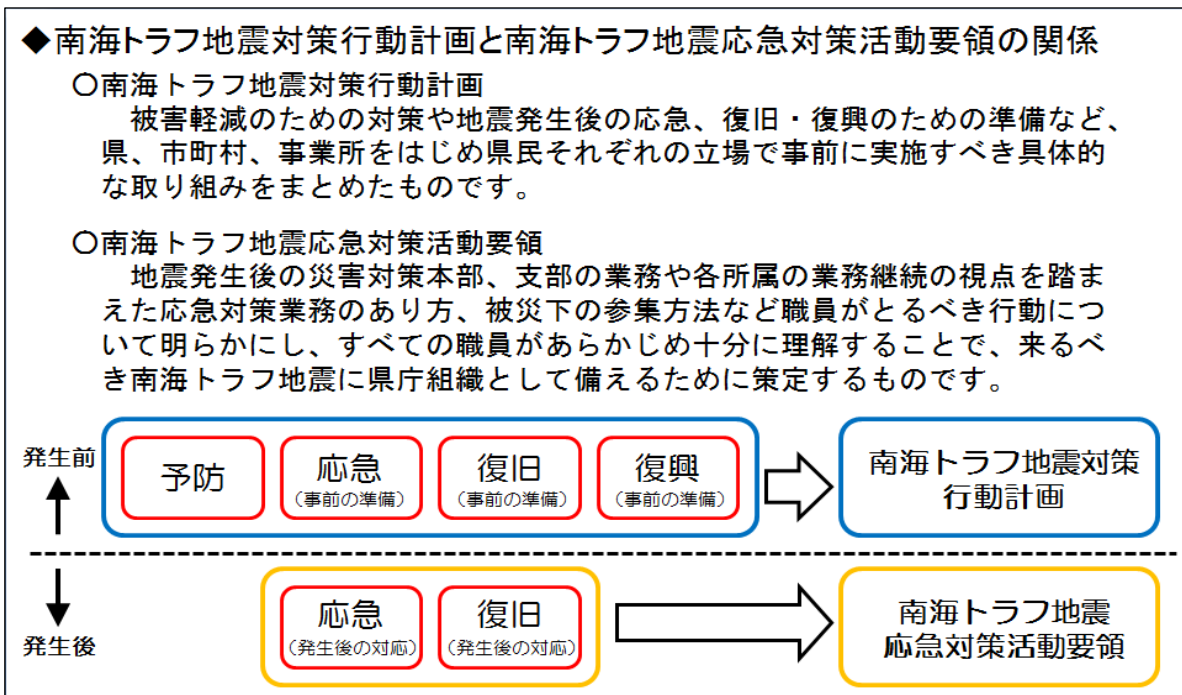 ◆南海トラフ地震対策行動計画と南海トラフ地震応急対策活動要領の関係
〇南海トラフ地震対策行動計画
被害軽減のための対策や地震発生後の応急、復旧・復興のための準備など、
県、市町村、事業所をはじめ県民それぞれの立場で事前に実施すべき具体的
な取り組みをまとめたものです。
〇南海トラフ地震応急対策活動要領
地震発生後の災害対策本部、支部の業務や各所属の業務継続の視点を踏ま
えた応急対策業務のあり方、被災下の参集方法など職員がとるべき行動につ
いて明らかにし、すべての職員があらかじめ十分に理解することで、来るべ
き南海トラフ地震に県庁組織として備えるために策定するものです。
発生前
予防
応急
(事前の準備)
復旧
(事前の準備)
復興
(事前の準備)
南海トラフ地震対策
行動計画
発生後
応急
(発生後の対応)
復旧
(発生後の対応)
南海トラフ地震
応急対策活動要領